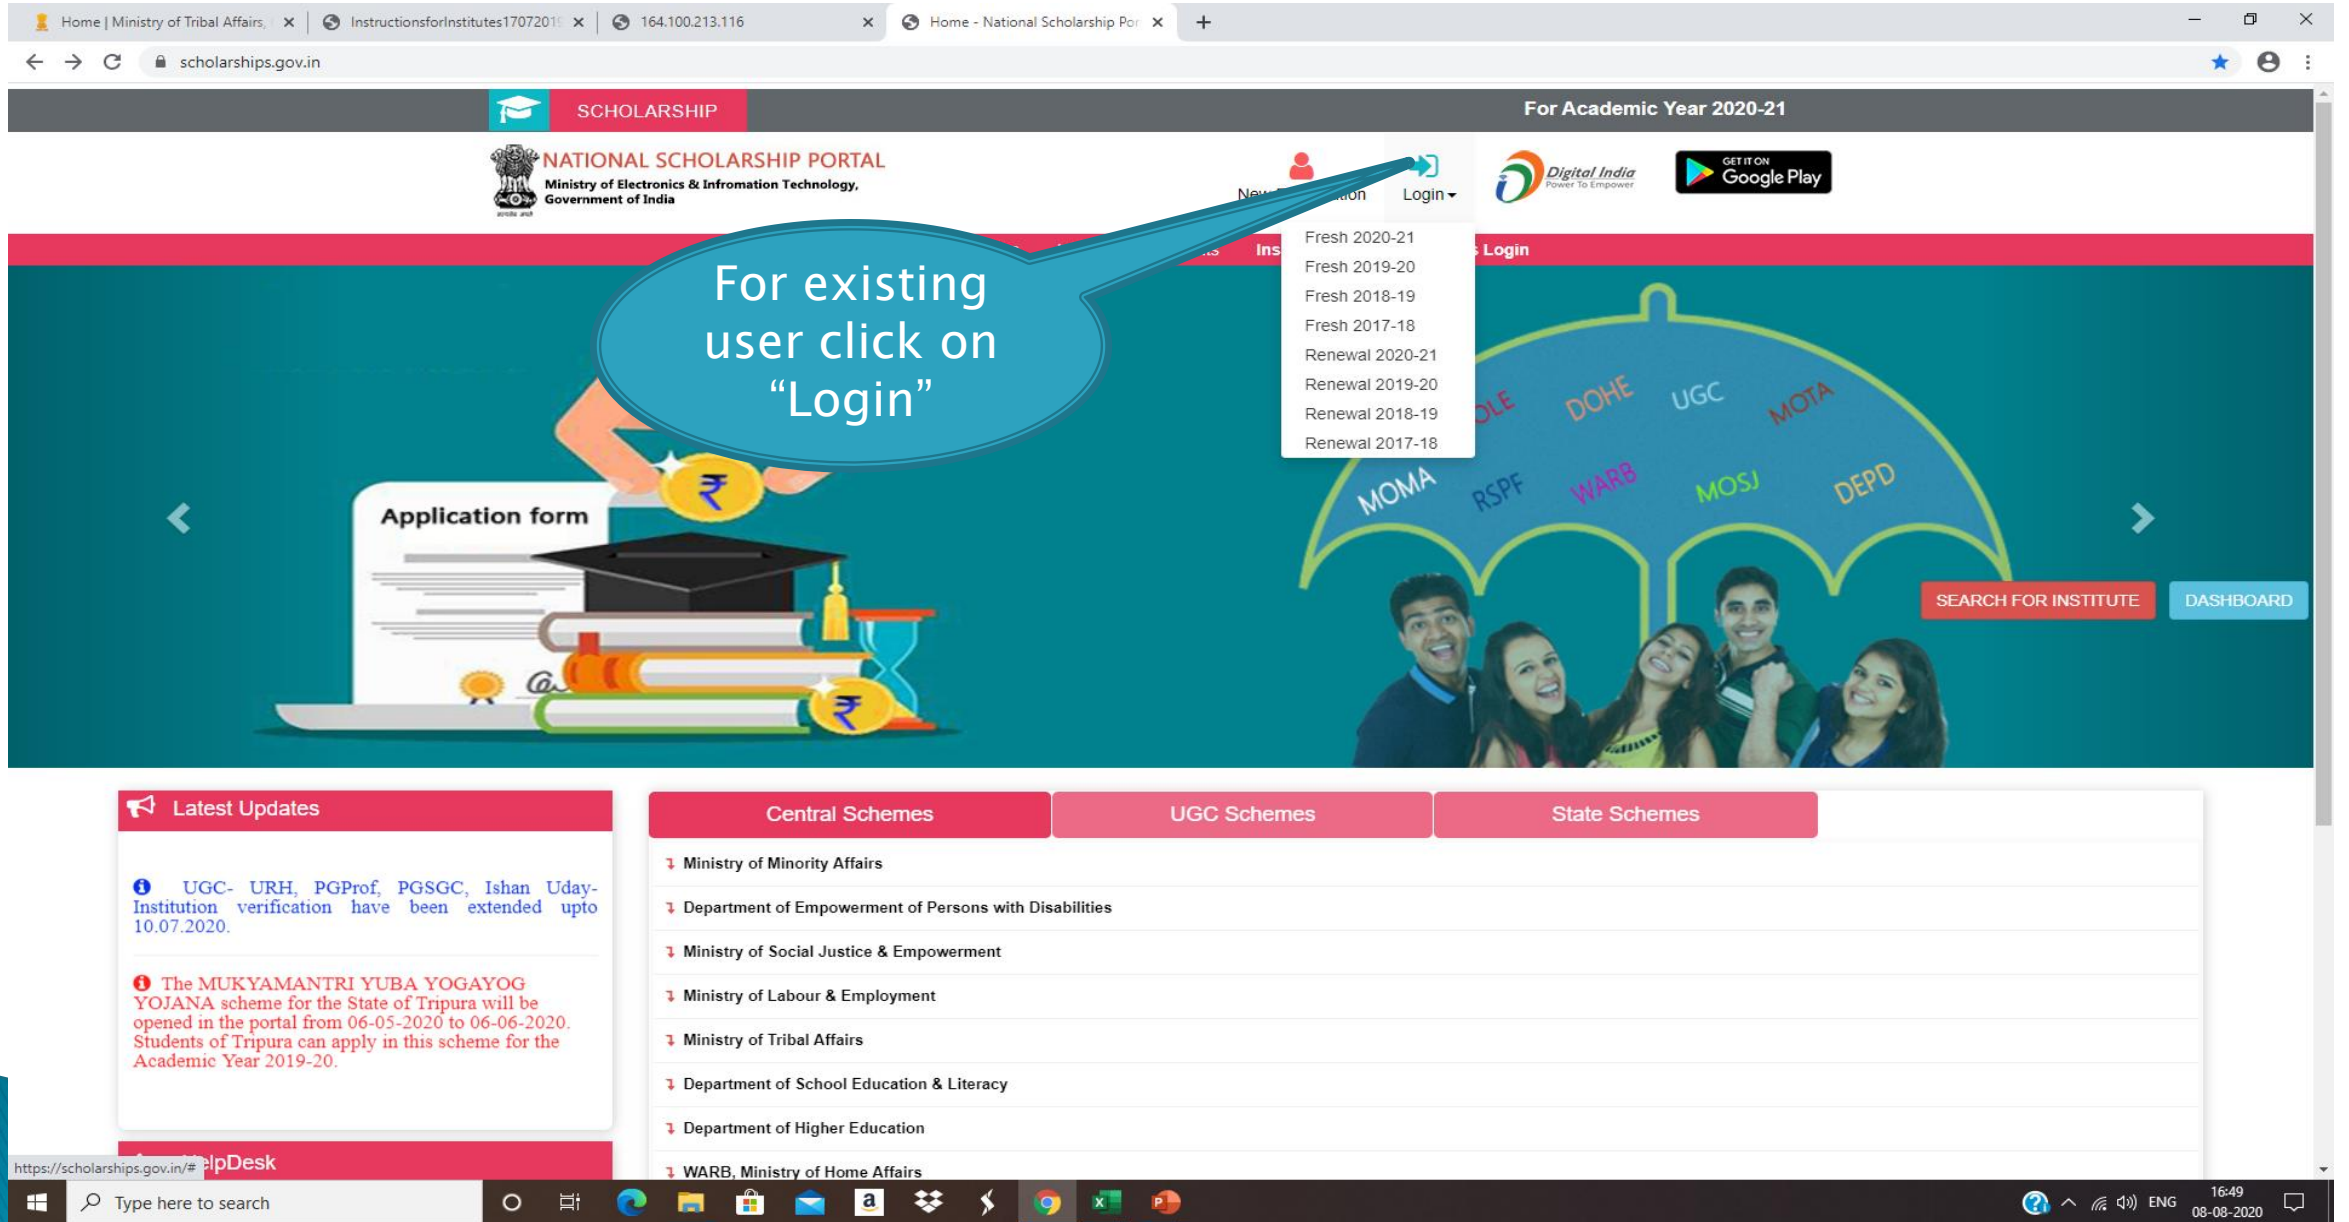 Home | Ministry of Tribal Affairs,
InstructionsforInstitutes1707201
164.100.213.116
Home - National Scholarship Por
scholarships.gov.in
SCHOLARSHIP
For Academic Year 2020-21
NATIONAL SCHOLARSHIP PORTAL
Ministry of Electronics & Infromation Technology,
Government of India
New
Login
Digital India
Power To Empower
GET IT ON
Google Play
Login
Fresh 2020-21
Fresh 2019-20
Fresh 2018-19
Fresh 2017-18
Renewal 2020-21
Renewal 2019-20
Renewal 2018-19
Renewal 2017-18
For existing
user click on
“Login”
DOHE
UGC
MOTA
MOMA
RSPF
WARB
MOSJ
DEPD
Application form
₹
₹
SEARCH FOR INSTITUTE
DASHBOARD
Latest Updates
UGC- URH, PGProf, PGSGC, Ishan Uday-
Institution verification have been extended upto
10.07.2020.
The MUKYAMANTRI YUBA YOGAYOG
YOJANA scheme for the State of Tripura will be
opened in the portal from 06-05-2020 to 06-06-2020.
Students of Tripura can apply in this scheme for the
Academic Year 2019-20.
Central Schemes
UGC Schemes
State Schemes
Ministry of Minority Affairs
Department of Empowerment of Persons with Disabilities
Ministry of Social Justice & Empowerment
Ministry of Labour & Employment
Ministry of Tribal Affairs
Department of School Education & Literacy
Department of Higher Education
WARB, Ministry of Home Affairs
https://scholarships.gov.in/#
Type here to search
ENG
16:49
08-08-2020